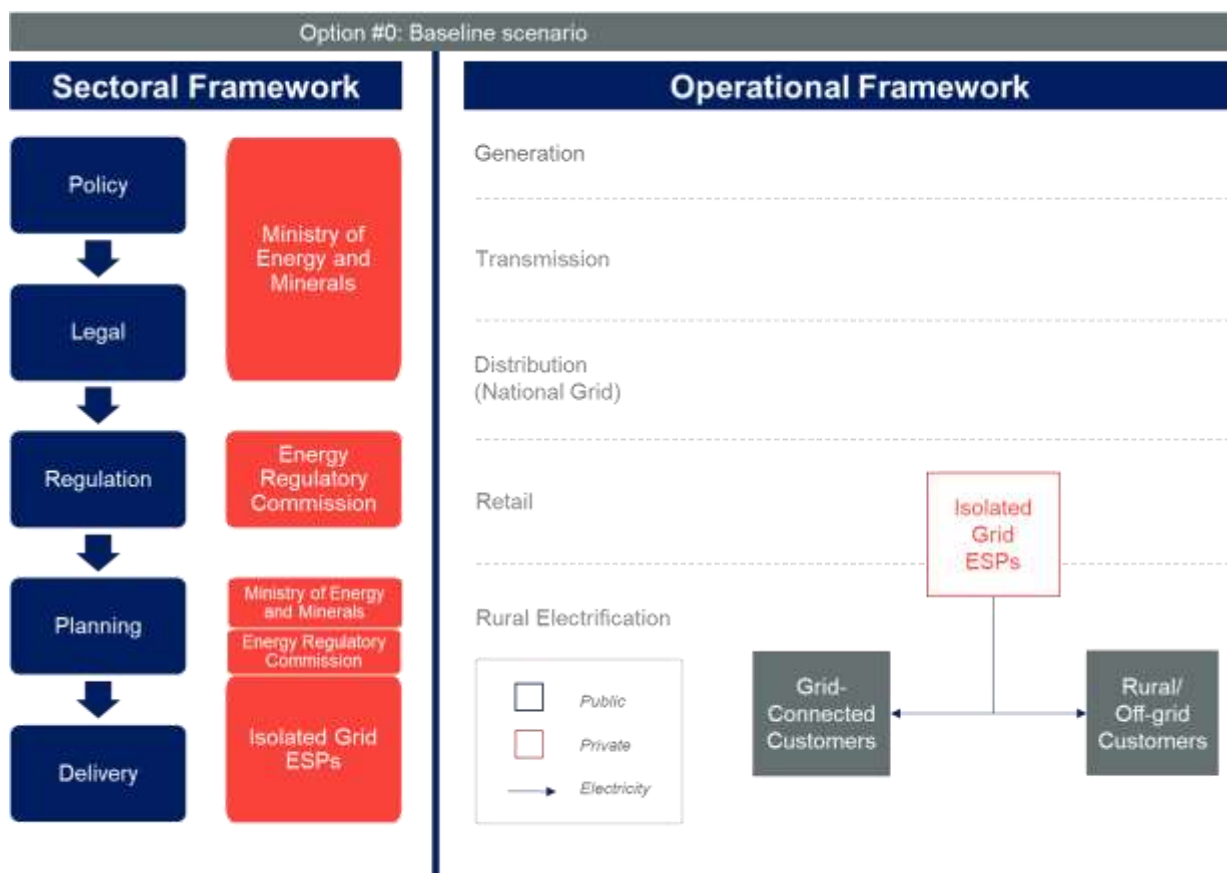 Option #0: Baseline scenario
Sectoral Framework
Policy
Legal
Regulation
Planning
Delivery
Ministry of
Energy and
Minerals
Energy
Regulatory
Commission
Ministry of Energy
and Minerals
Energy Regulatory
Commission
Isolated Grid
ESPs
Operational Framework
Generation
Transmission
Distribution
(National Grid)
Retail
Rural Electrification
Isolated
Grid
ESPs
Public
Private
Electricity
Grid-
Connected
Customers
Rural/
Off-grid
Customers